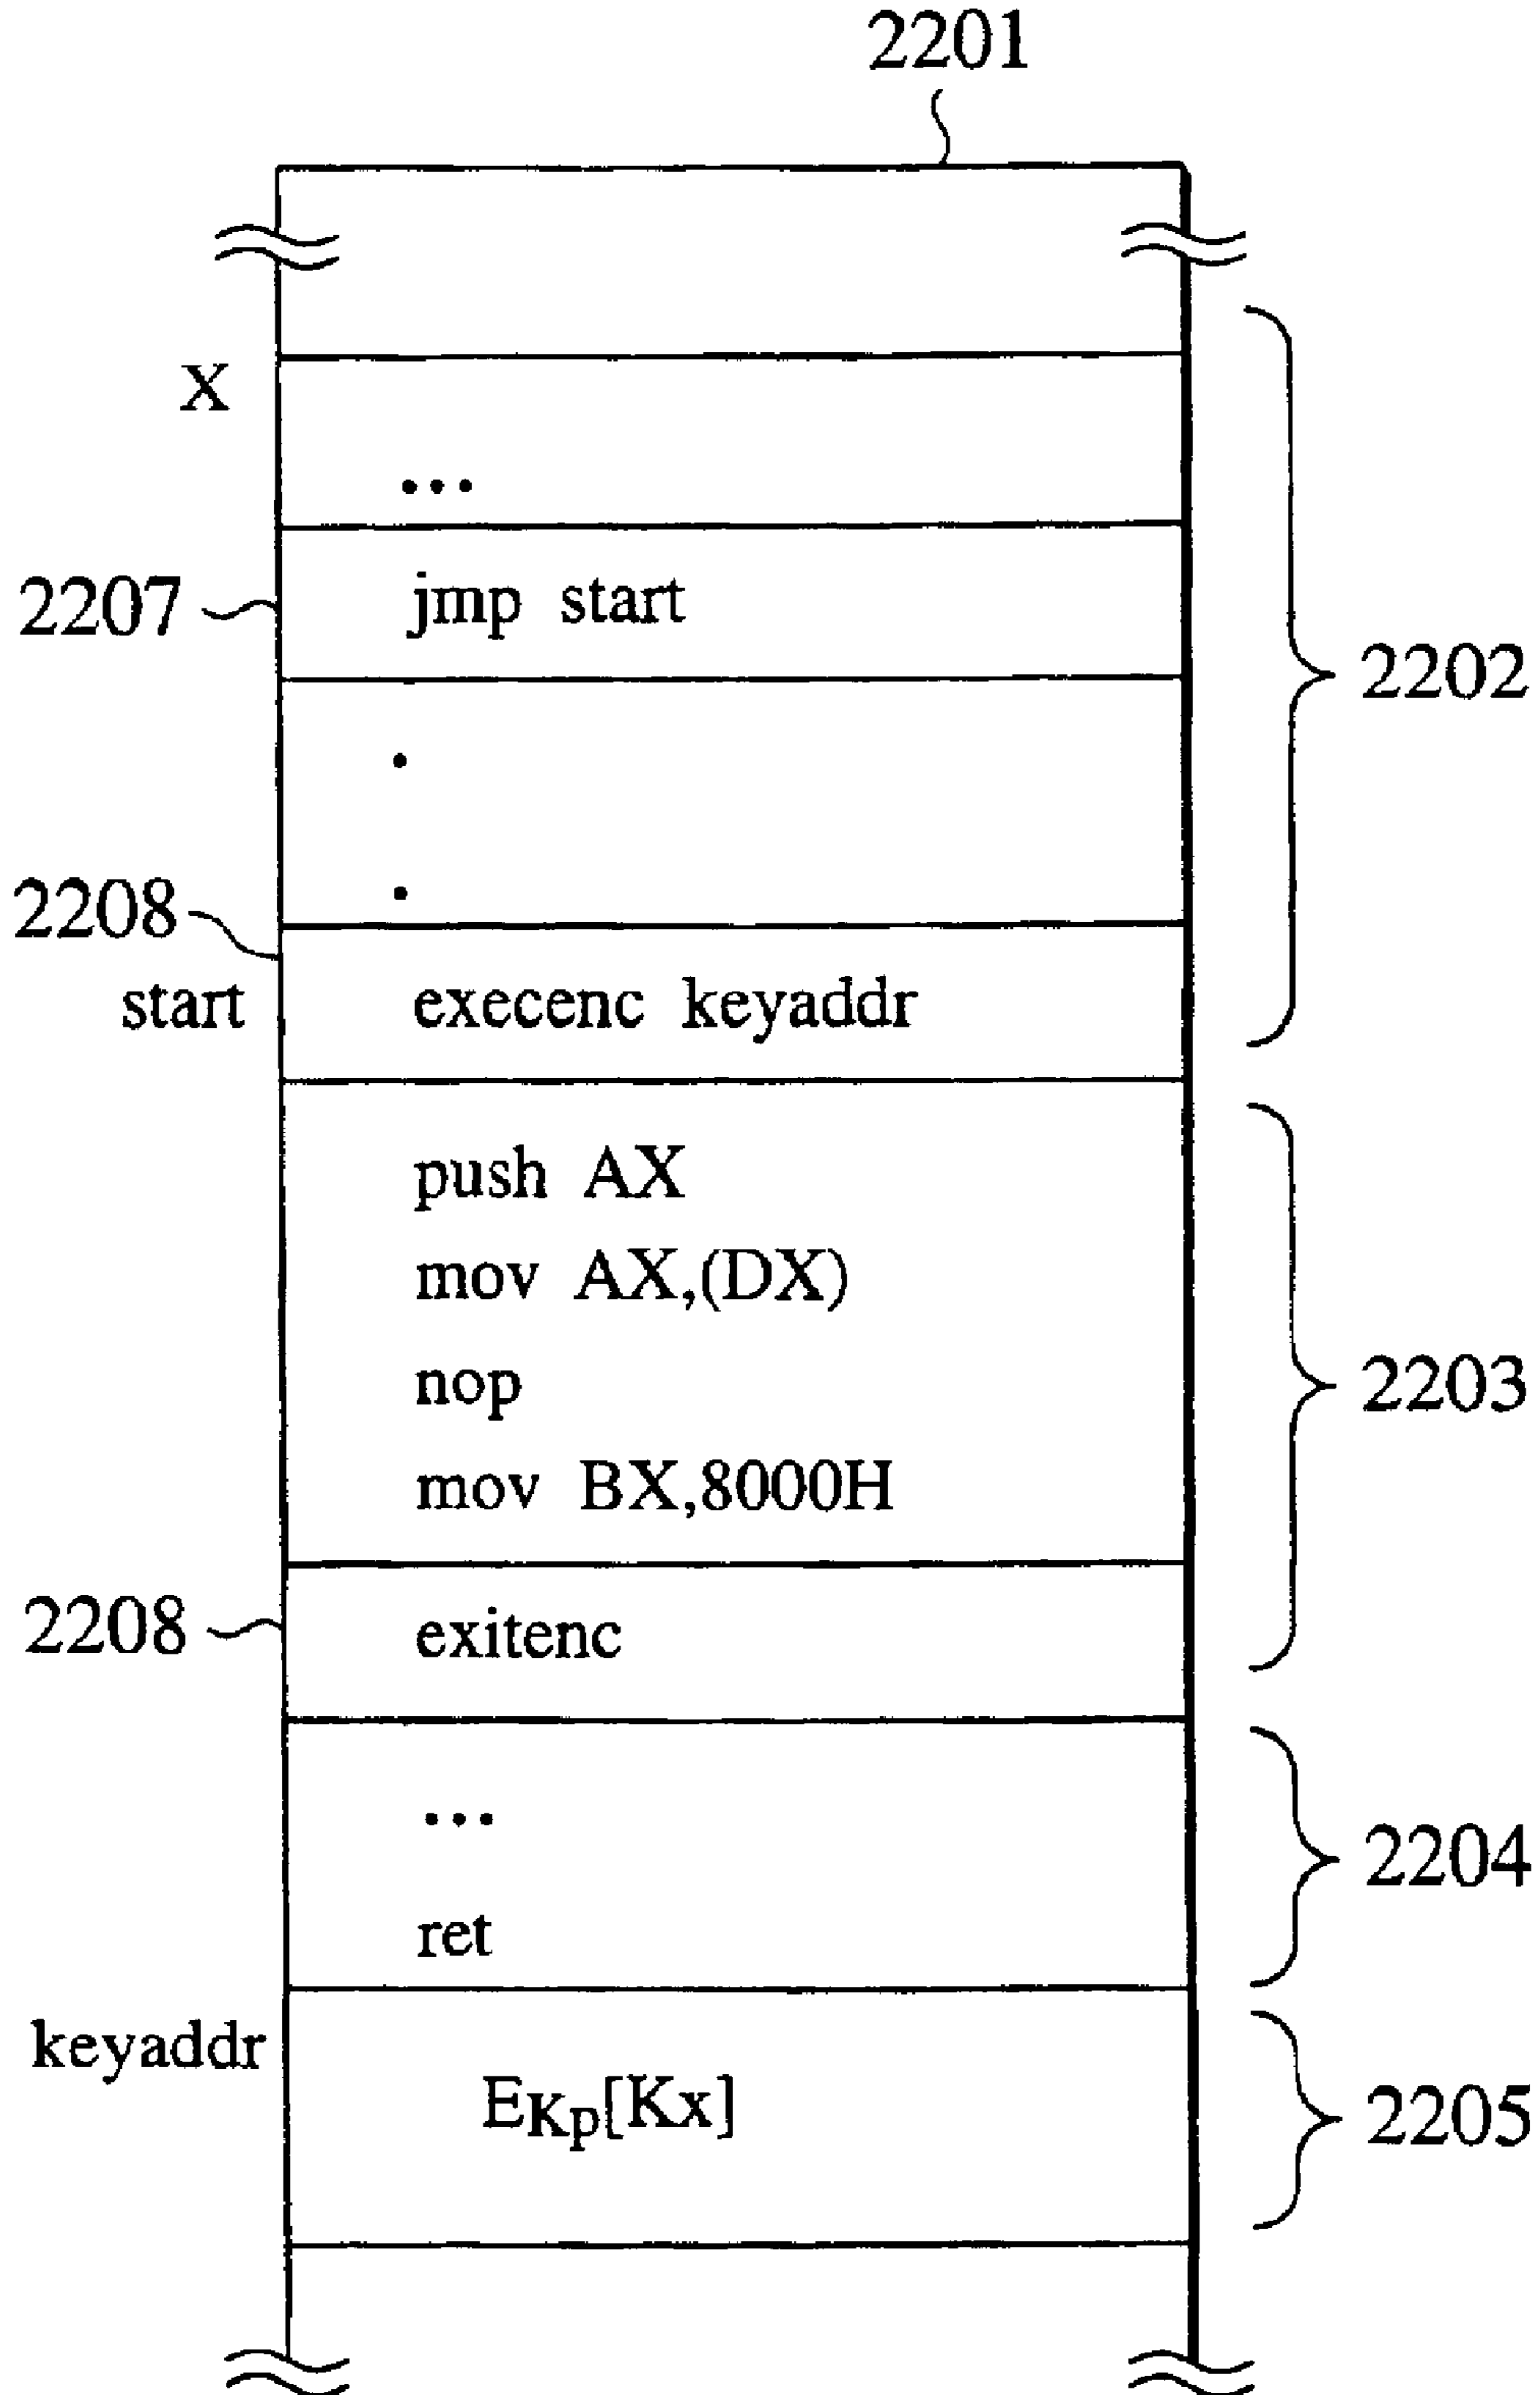 2201
X
...
2207
jmp start
2202
.
.
2208
start
execenc keyaddr
push AX
mov AX,(DX)
nop
mov BX,8000H
2203
2208
exitenc
...
ret
2204
keyaddr
EKp[Kx]
2205